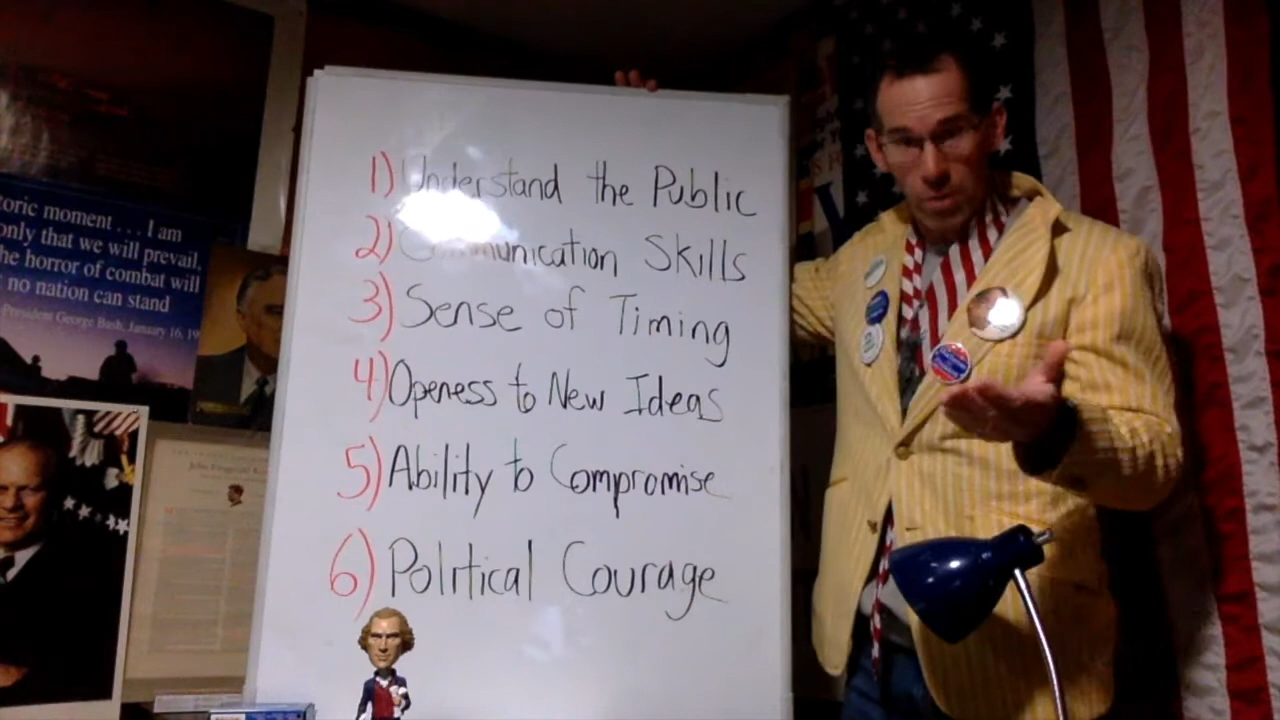 1) Understand the Public
2) Communication Skills
3) Sense of Timing
4) Openess to New Ideas
5) Ability to Compromise
6) Political Courage
toric moment . . . I am
only that we will prevail,
he horror of combat will
no nation can stand
President George Bush, January 16, 19